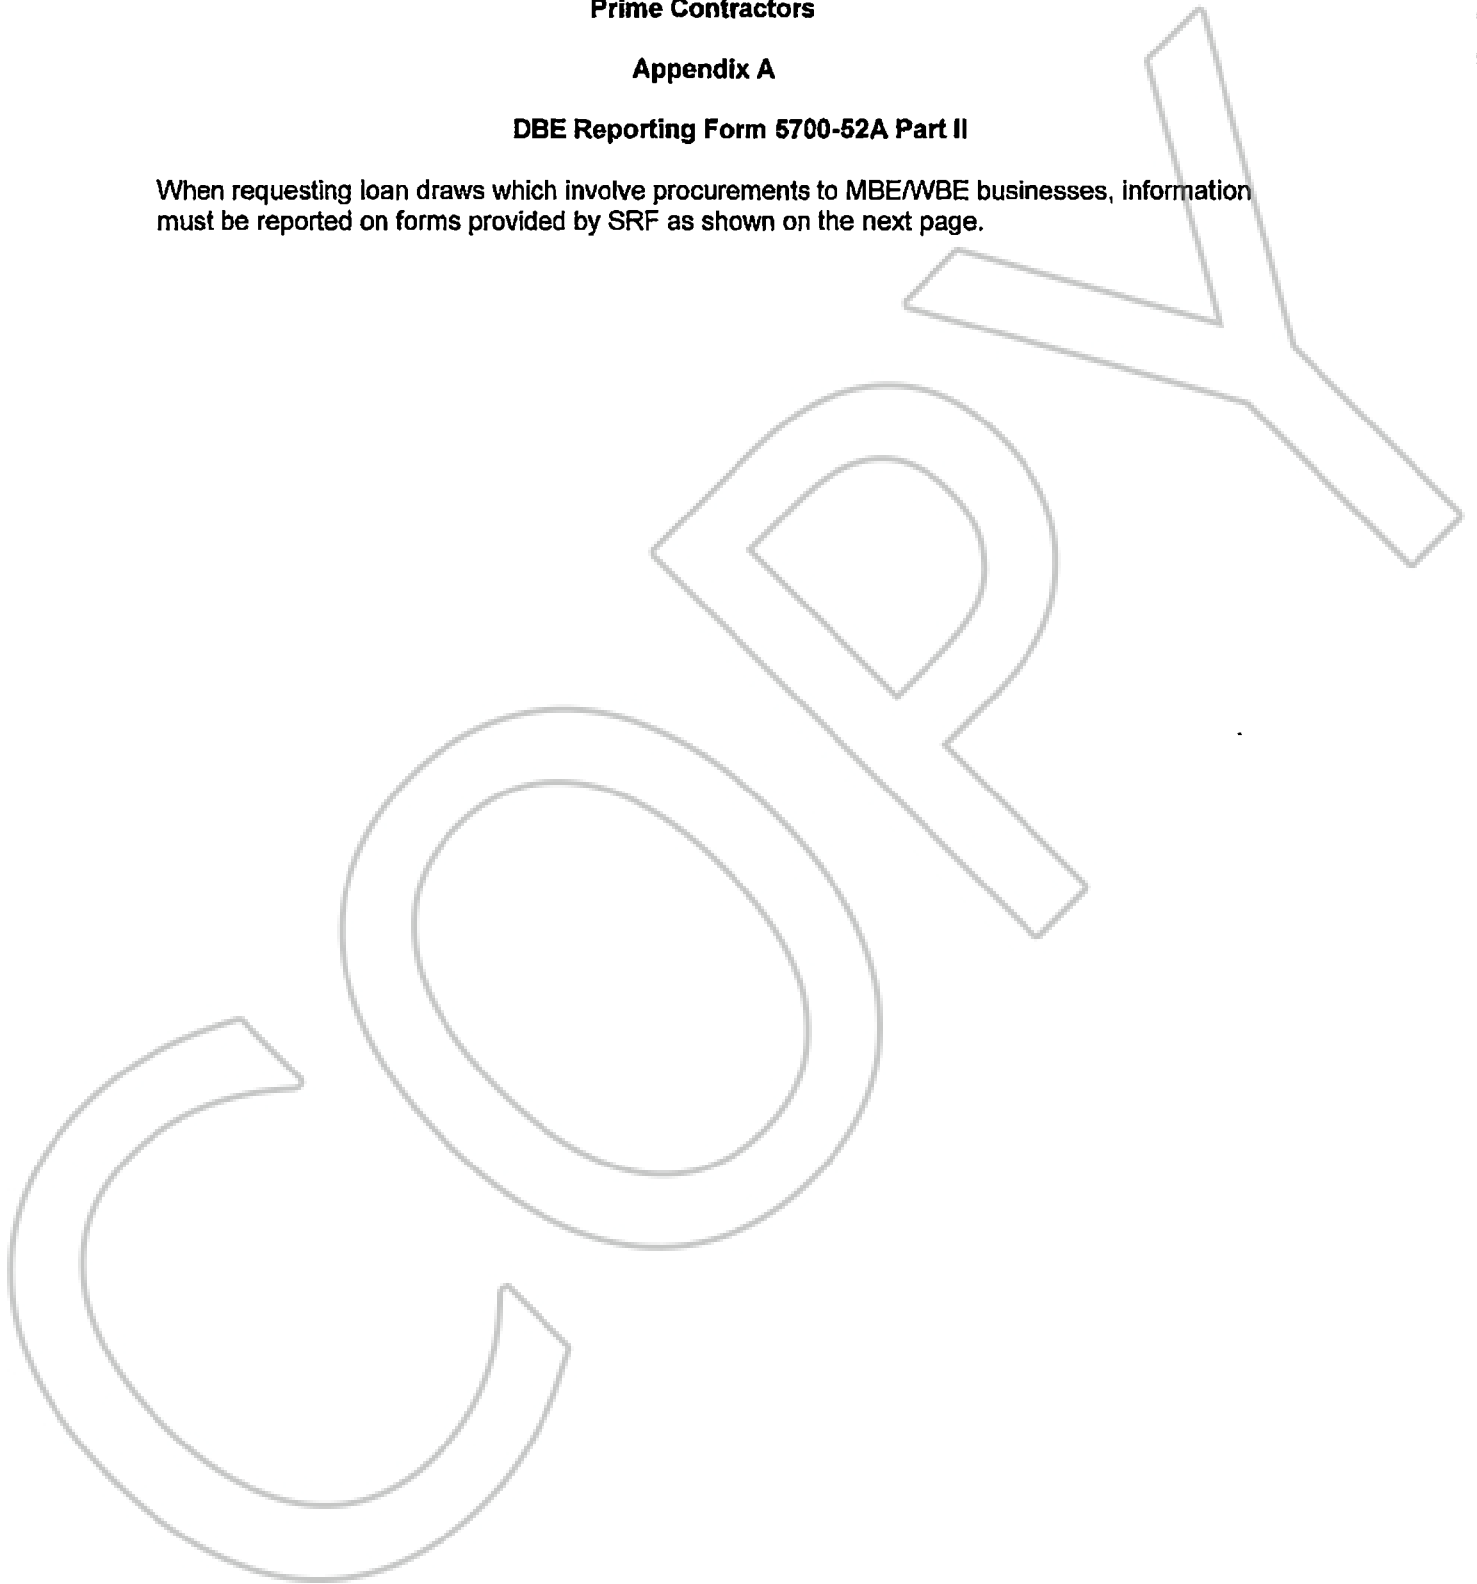 Prime Contractors
Appendix A
DBE Reporting Form 5700-52A Part II
When requesting loan draws which involve procurements to MBE/WBE businesses, information
must be reported on forms provided by SRF as shown on the next page.
COPY